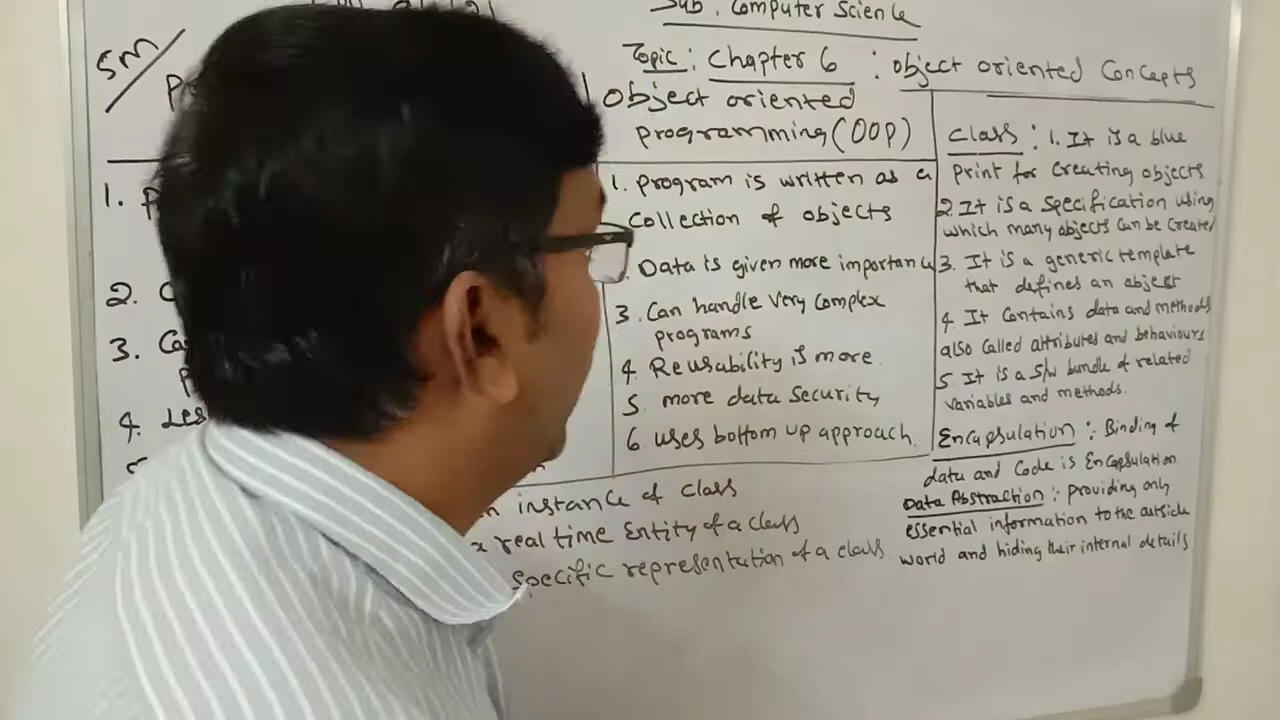 Sub. Computer Science
SM
Topic: Chapter 6 : object oriented Concepts
object oriented
programming (OOP)
1.
2.
3. Ca
4. Les
1. program is written as a
Collection of objects
Data is given more importanc
3. Can handle very complex
programs
4. Reusability is more
5. more data security
6. uses bottom up approach.
instance of class
real time Entity of a class
specific representation of a class
Class : 1. It is a blue
print for creating objects.
2. It is a specification using
which many objects can be created
3. It is a generic template
that defines an object
4. It contains data and methods
also called attributes and behaviours
5. It is a S/W bundle of related
variables and methods.
Encapsulation :- Binding of
data and code is Encapsulation
Data Abstraction :- providing only
essential information to the outside
world and hiding their internal details